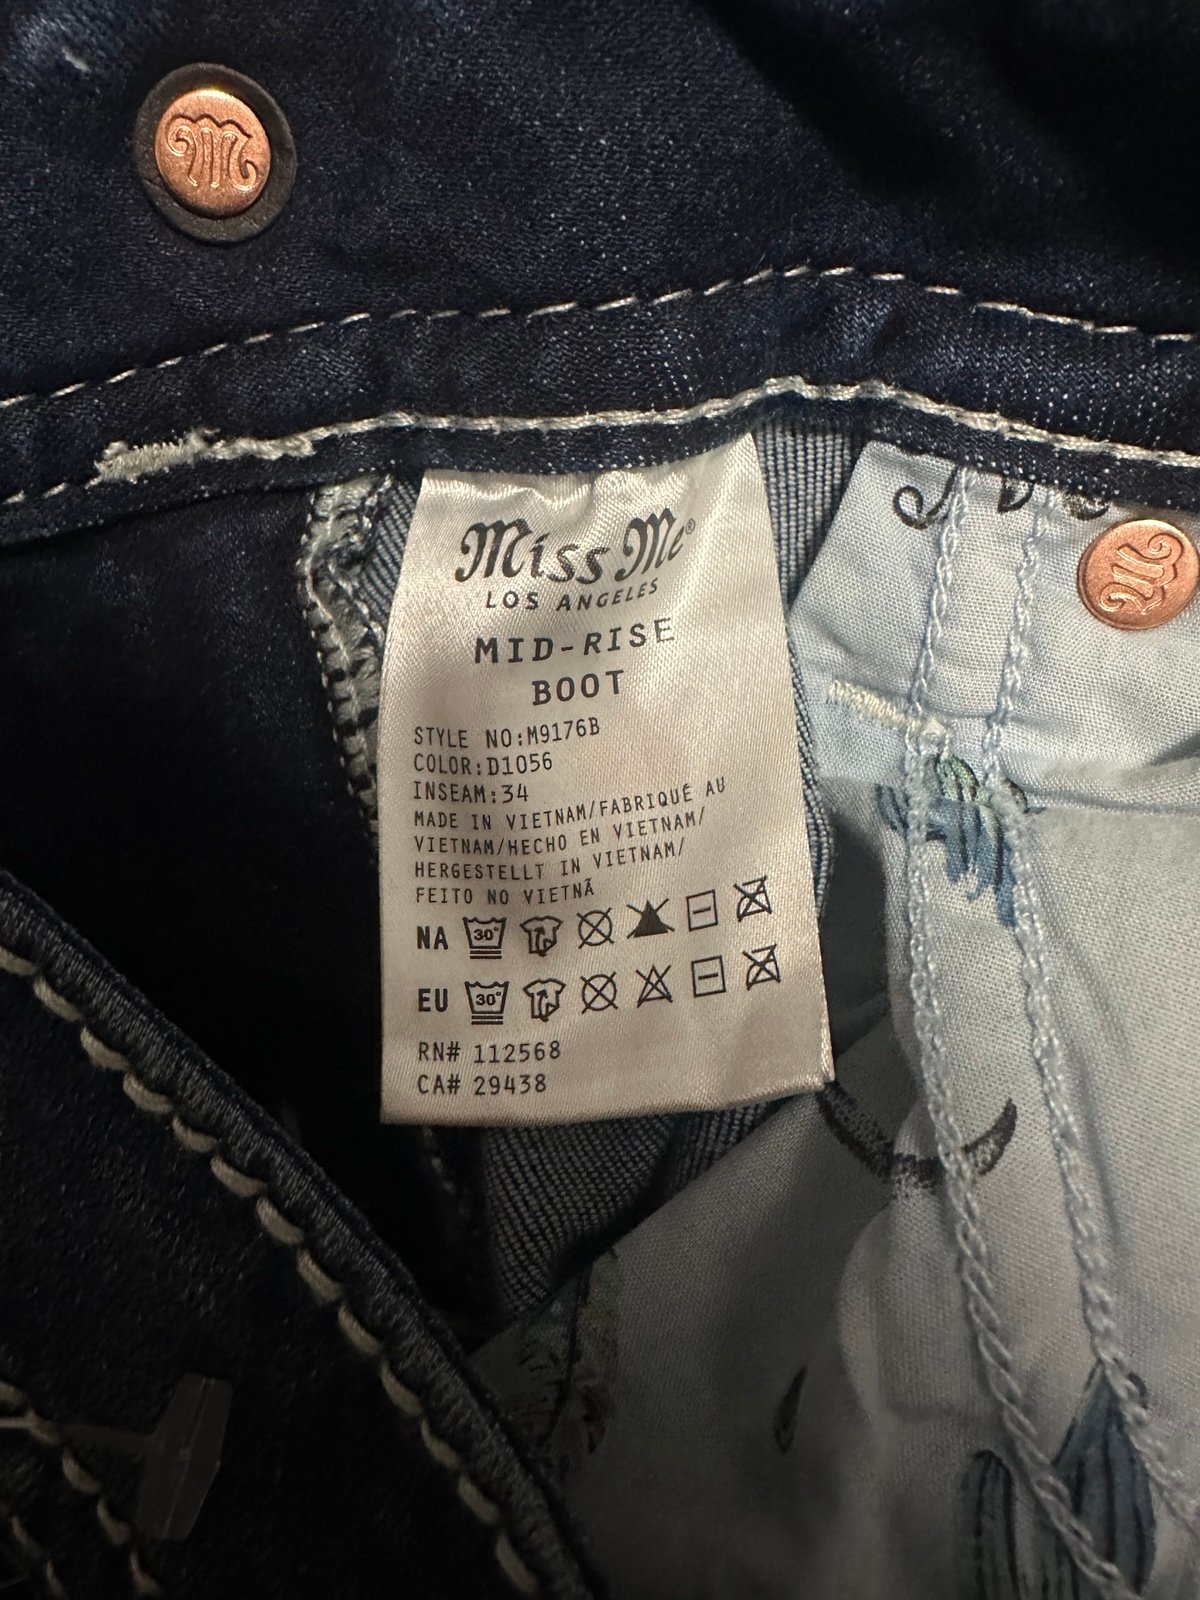 M
Miss Me®
LOS ANGELES
MID-RISE
BOOT
STYLE NO:M9176B
COLOR:D1056
INSEAM:34
MADE IN VIETNAM/FABRIQUÉ AU
VIETNAM/HECHO EN VIETNAM/
HERGESTELLT IN VIETNAM/
FEITO NO VIETNÃ
NA 30°
EU 30°
RN# 112568
CA# 29438
M